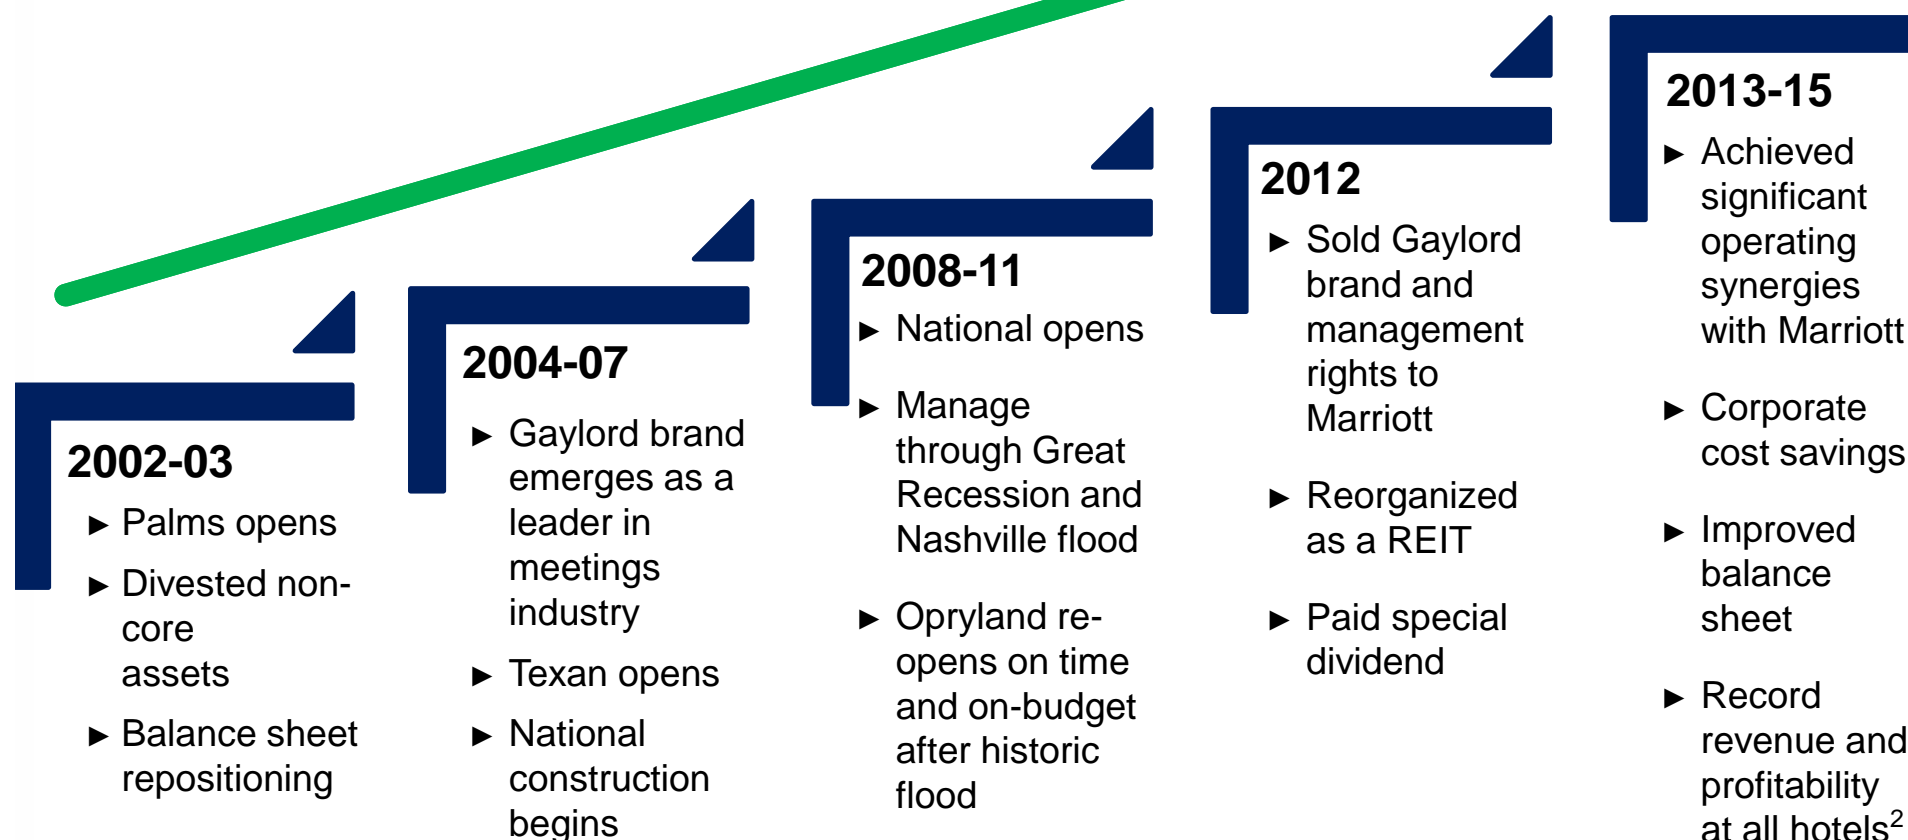 2002-03
► Palms opens
► Divested non-
core
assets
► Balance sheet
repositioning
2004-07
► Gaylord brand
emerges as a
leader in
meetings
industry
► Texan opens
► National
construction
begins
2008-11
► National opens
► Manage
through Great
Recession and
Nashville flood
► Opryland re-
opens on time
and on-budget
after historic
flood
2012
► Sold Gaylord
brand and
management
rights to
Marriott
► Reorganized
as a REIT
► Paid special
dividend
2013-15
► Achieved
significant
operating
synergies
with Marriott
► Corporate
cost savings
► Improved
balance
sheet
► Record
revenue and
profitability
at all hotels²